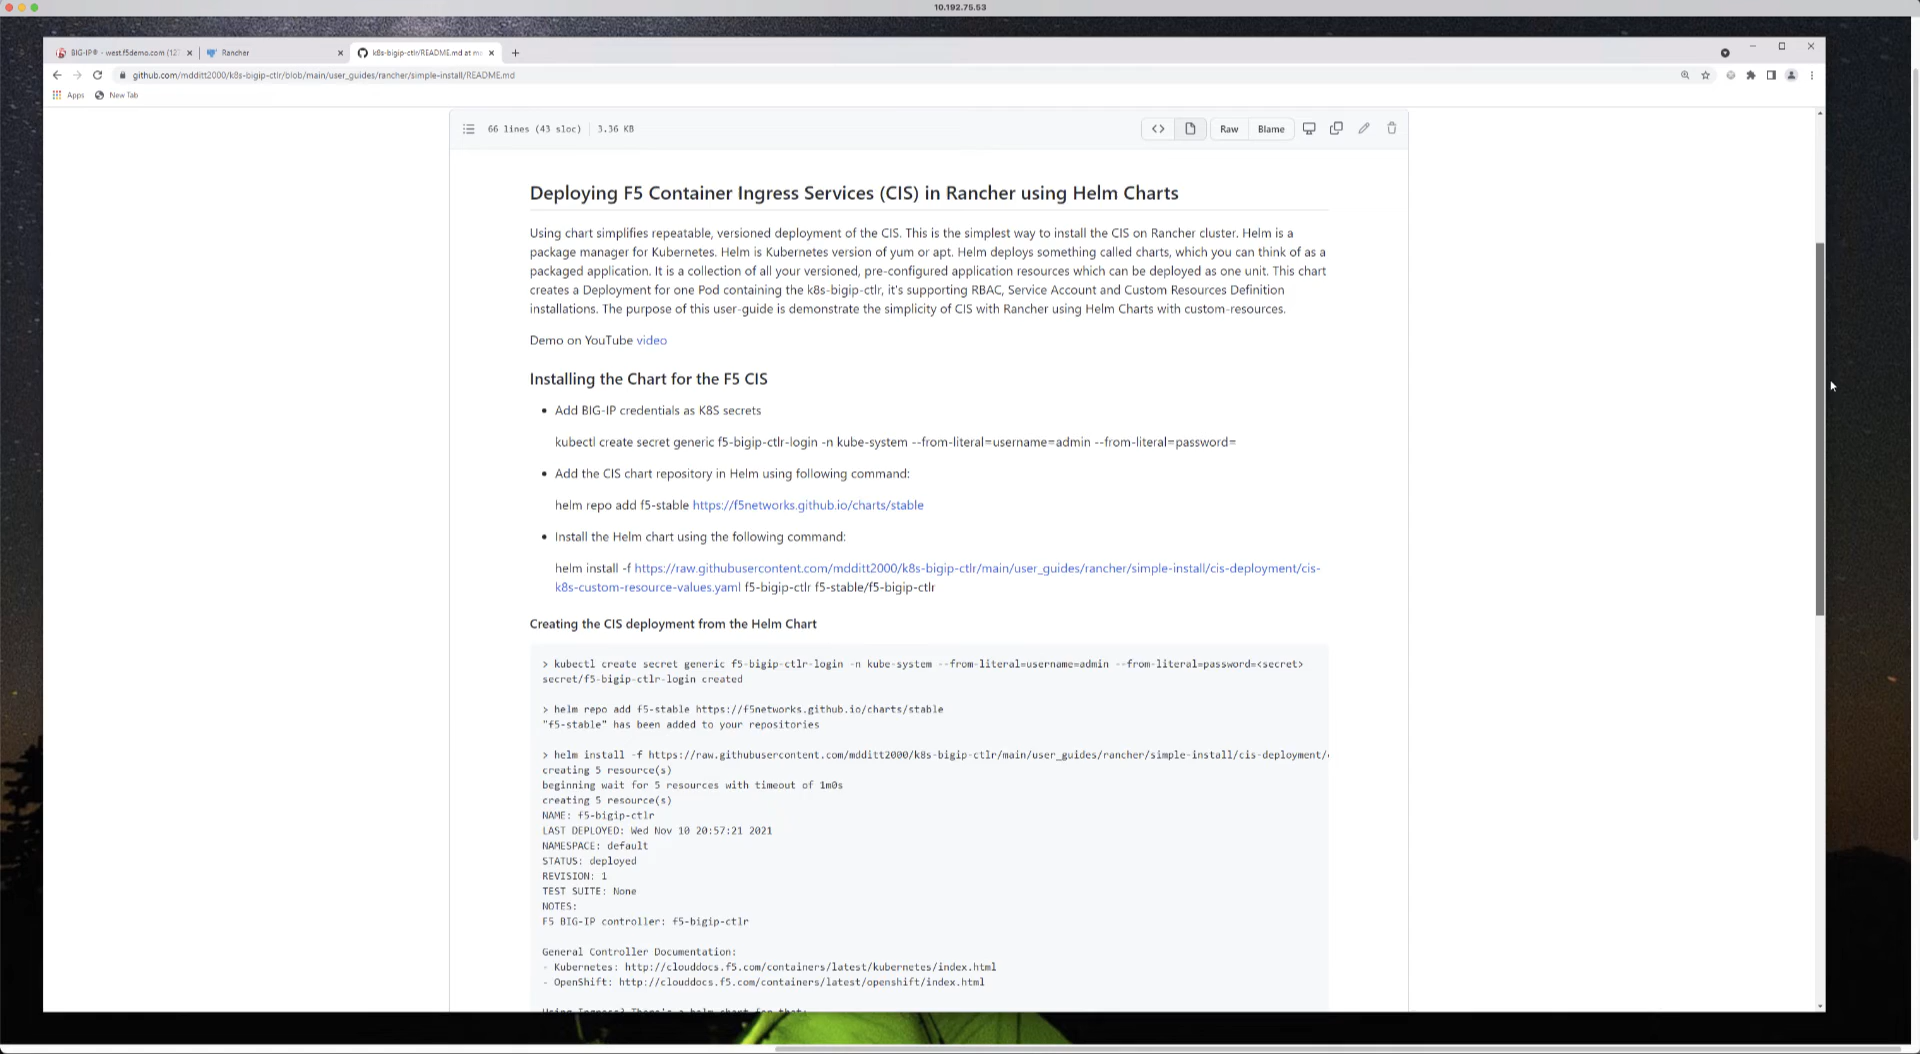 10.192.75.53
BIG-IP® - west.f5demo.com (12
Rancher
k8s-bigip-ctlr/README.md at m
github.com/mdditt2000/k8s-bigip-ctlr/blob/main/user_guides/rancher/simple-install/README.md
Apps New Tab
66 lines (43 sloc) 3.36 KB
Raw Blame
Deploying F5 Container Ingress Services (CIS) in Rancher using Helm Charts
Using chart simplifies repeatable, versioned deployment of the CIS. This is the simplest way to install the CIS on Rancher cluster. Helm is a
package manager for Kubernetes. Helm is Kubernetes version of yum or apt. Helm deploys something called charts, which you can think of as a
packaged application. It is a collection of all your versioned, pre-configured application resources which can be deployed as one unit. This chart
creates a Deployment for one Pod containing the k8s-bigip-ctlr, it's supporting RBAC, Service Account and Custom Resources Definition
installations. The purpose of this user-guide is demonstrate the simplicity of CIS with Rancher using Helm Charts with custom-resources.
Demo on YouTube video
Installing the Chart for the F5 CIS
• Add BIG-IP credentials as K8S secrets
kubectl create secret generic f5-bigip-ctlr-login -n kube-system --from-literal=username=admin --from-literal=password=
• Add the CIS chart repository in Helm using following command:
helm repo add f5-stable https://f5networks.github.io/charts/stable
• Install the Helm chart using the following command:
helm install -f https://raw.githubusercontent.com/mdditt2000/k8s-bigip-ctlr/main/user_guides/rancher/simple-install/cis-deployment/cis-
k8s-custom-resource-values.yaml f5-bigip-ctlr f5-stable/f5-bigip-ctlr
Creating the CIS deployment from the Helm Chart
> kubectl create secret generic f5-bigip-ctlr-login -n kube-system --from-literal=username=admin --from-literal=password=<secret>
secret/f5-bigip-ctlr-login created
> helm repo add f5-stable https://f5networks.github.io/charts/stable
"f5-stable" has been added to your repositories
> helm install -f https://raw.githubusercontent.com/mdditt2000/k8s-bigip-ctlr/main/user_guides/rancher/simple-install/cis-deployment/
creating 5 resource(s)
beginning wait for 5 resources with timeout of 1m0s
creating 5 resource(s)
NAME: f5-bigip-ctlr
LAST DEPLOYED: Wed Nov 10 20:57:21 2021
NAMESPACE: default
STATUS: deployed
REVISION: 1
TEST SUITE: None
NOTES:
F5 BIG-IP controller: f5-bigip-ctlr
General Controller Documentation:
- Kubernetes: http://clouddocs.f5.com/containers/latest/kubernetes/index.html
- OpenShift: http://clouddocs.f5.com/containers/latest/openshift/index.html